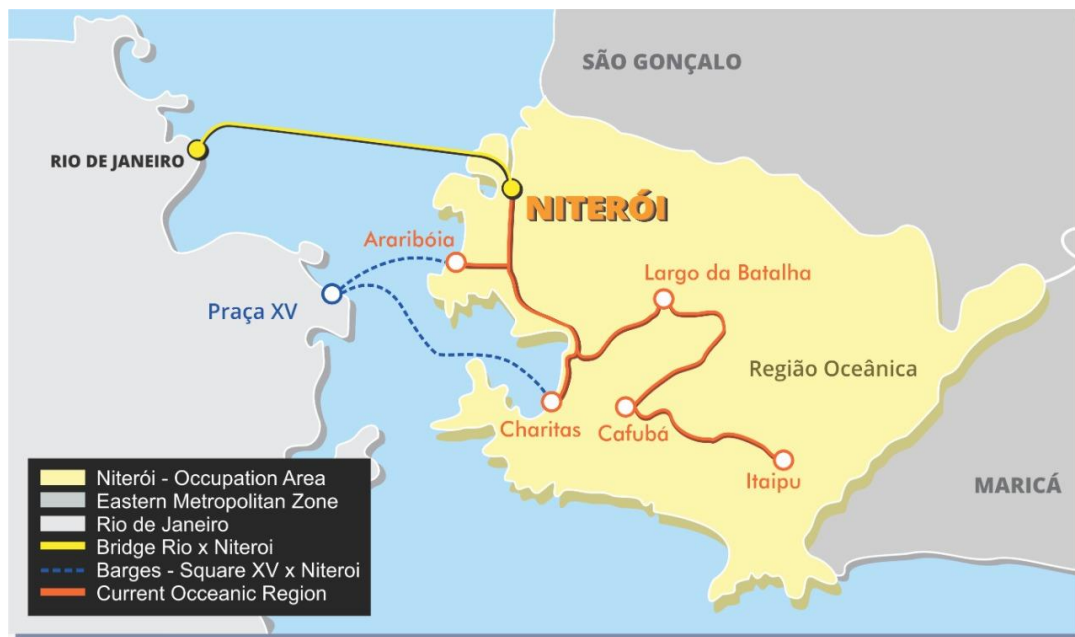 SÃO GONÇALO
RIO DE JANEIRO
NITERÓI
Araribóia
Largo da Batalha
Praça XV
Região Oceânica
Charitas
Cafubá
Itaipu
MARICÁ
Niterói - Occupation Area
Eastern Metropolitan Zone
Rio de Janeiro
Bridge Rio x Niteroi
Barges - Square XV x Niteroi
Current Occeanic Region